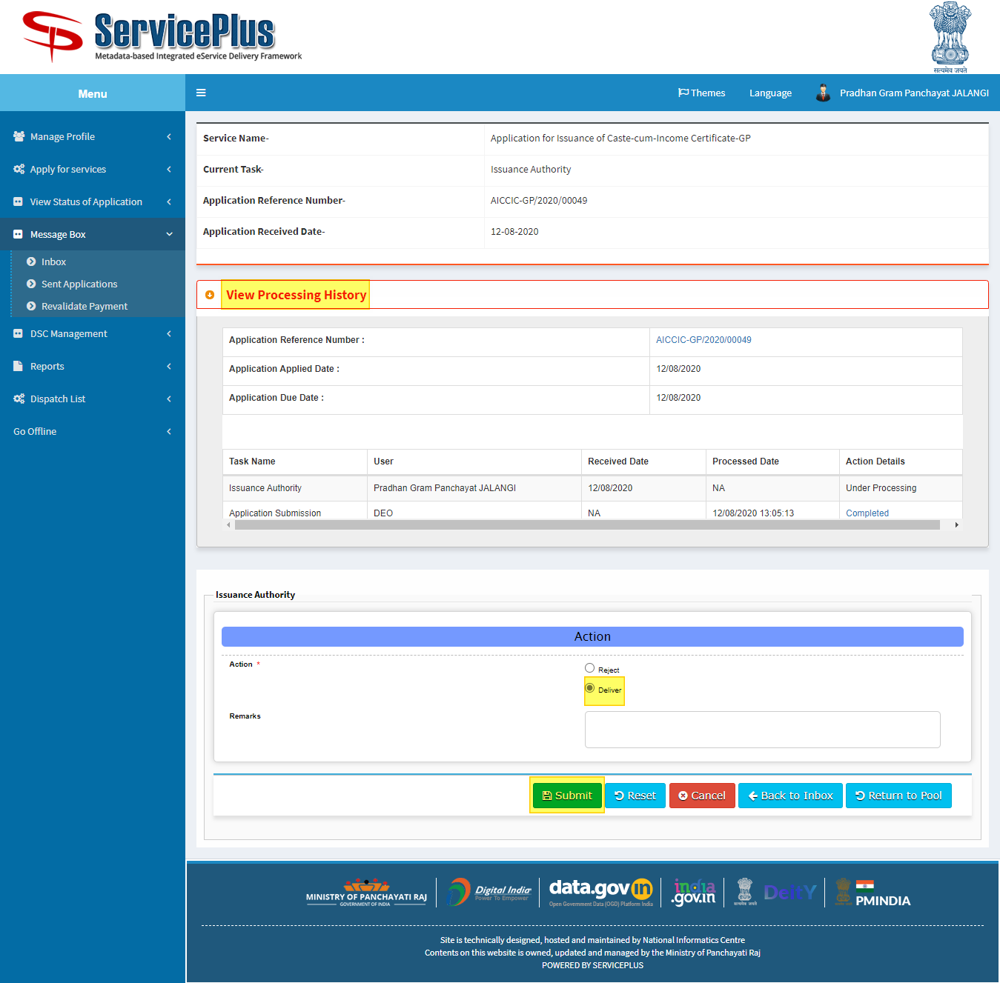 ServicePlus
Metadata-based Integrated eService Delivery Framework
सत्यमेव जयते
Menu
Themes Language Pradhan Gram Panchayat JALANGI
Manage Profile
Apply for services
View Status of Application
Message Box
Inbox
Sent Applications
Revalidate Payment
DSC Management
Reports
Dispatch List
Go Offline
Service Name- Application for Issuance of Caste-cum-Income Certificate-GP
Current Task- Issuance Authority
Application Reference Number- AICCIC-GP/2020/00049
Application Received Date- 12-08-2020
View Processing History
Application Reference Number : AICCIC-GP/2020/00049
Application Applied Date : 12/08/2020
Application Due Date : 12/08/2020
Task Name User Received Date Processed Date Action Details
Issuance Authority Pradhan Gram Panchayat JALANGI 12/08/2020 NA Under Processing
Application Submission DEO NA 12/08/2020 13:05:13 Completed
Issuance Authority
Action
Action * Reject
Deliver
Remarks
Submit Reset Cancel Back to Inbox Return to Pool
MINISTRY OF PANCHAYATI RAJ
GOVERNMENT OF INDIA
Digital India
Power To Empower
data.gov in
Open Government Data (OGD) Platform India
india
.gov.in
सत्यमेव जयते
DeitY
PMINDIA
Site is technically designed, hosted and maintained by National Informatics Centre
Contents on this website is owned, updated and managed by the Ministry of Panchayati Raj
POWERED BY SERVICEPLUS